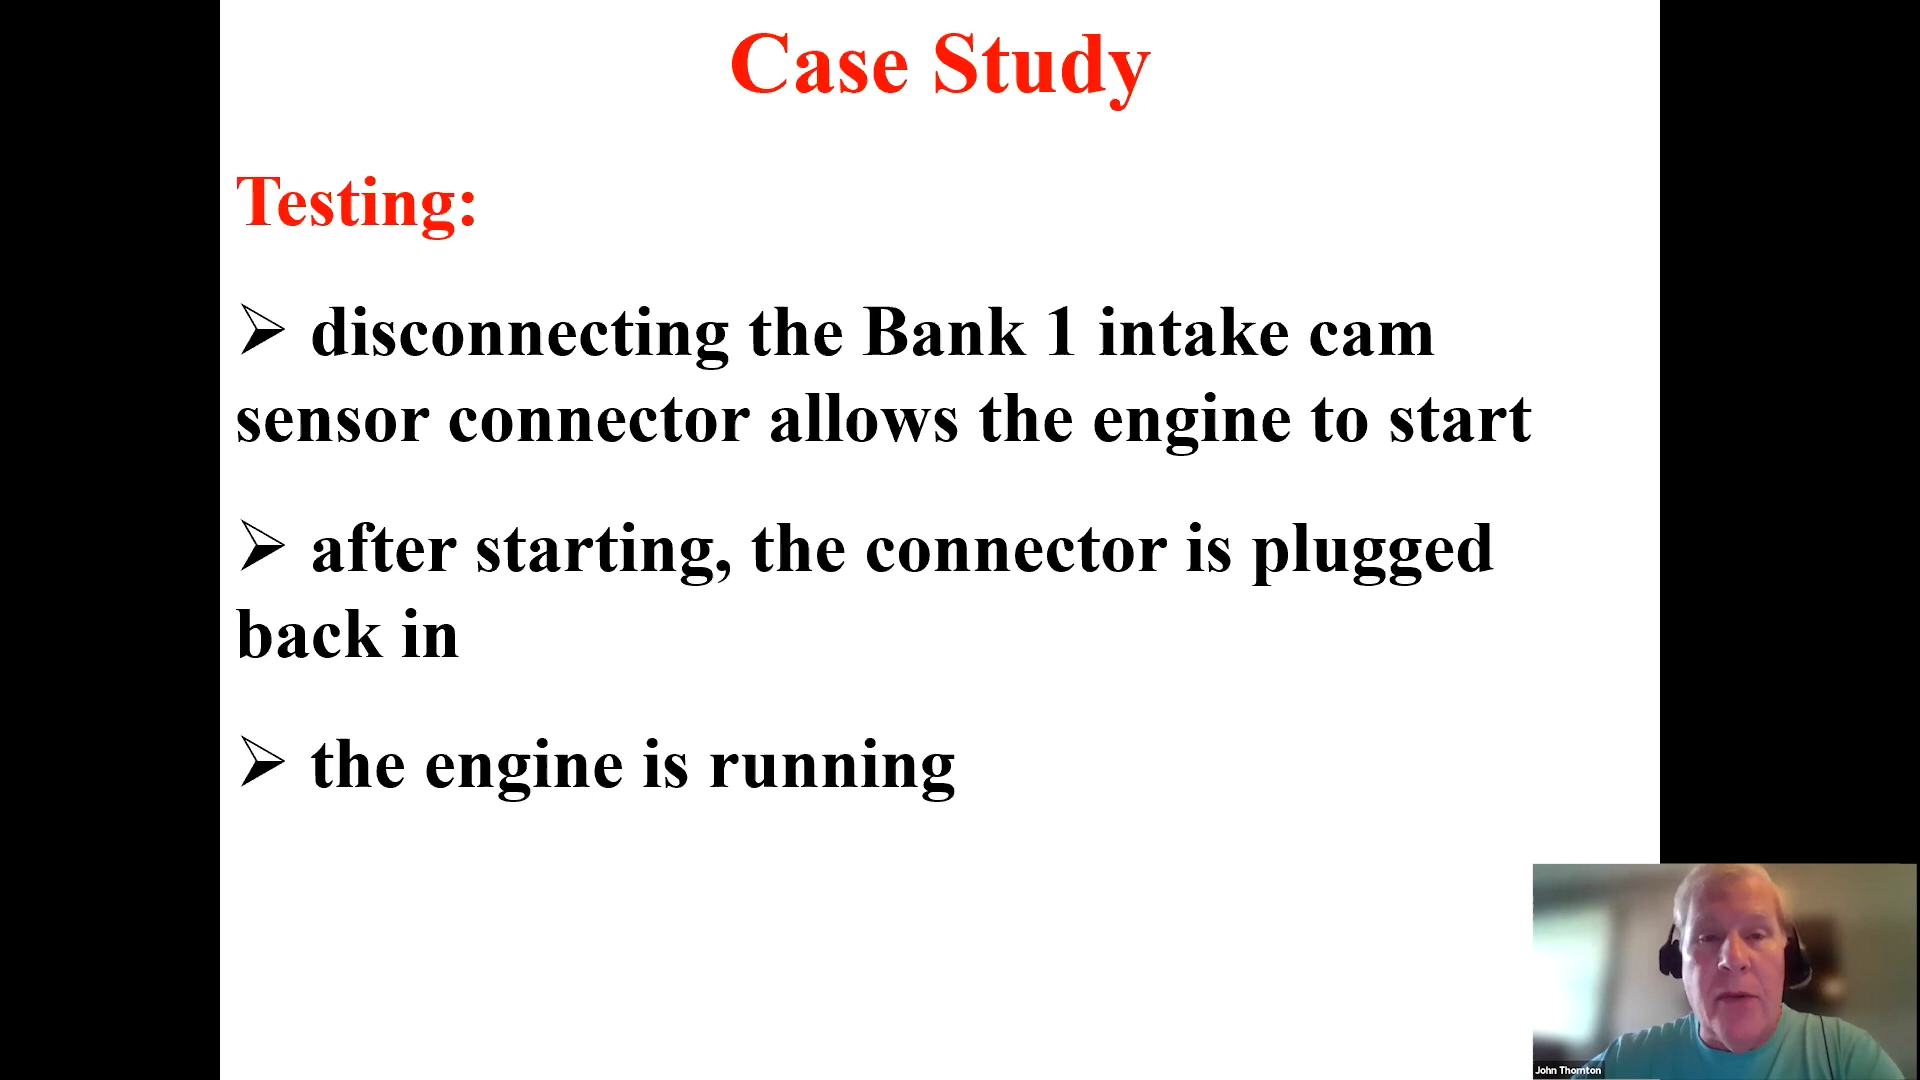 Case Study
Testing:
➢ disconnecting the Bank 1 intake cam
sensor connector allows the engine to start
➢ after starting, the connector is plugged
back in
➢ the engine is running
John Thornton